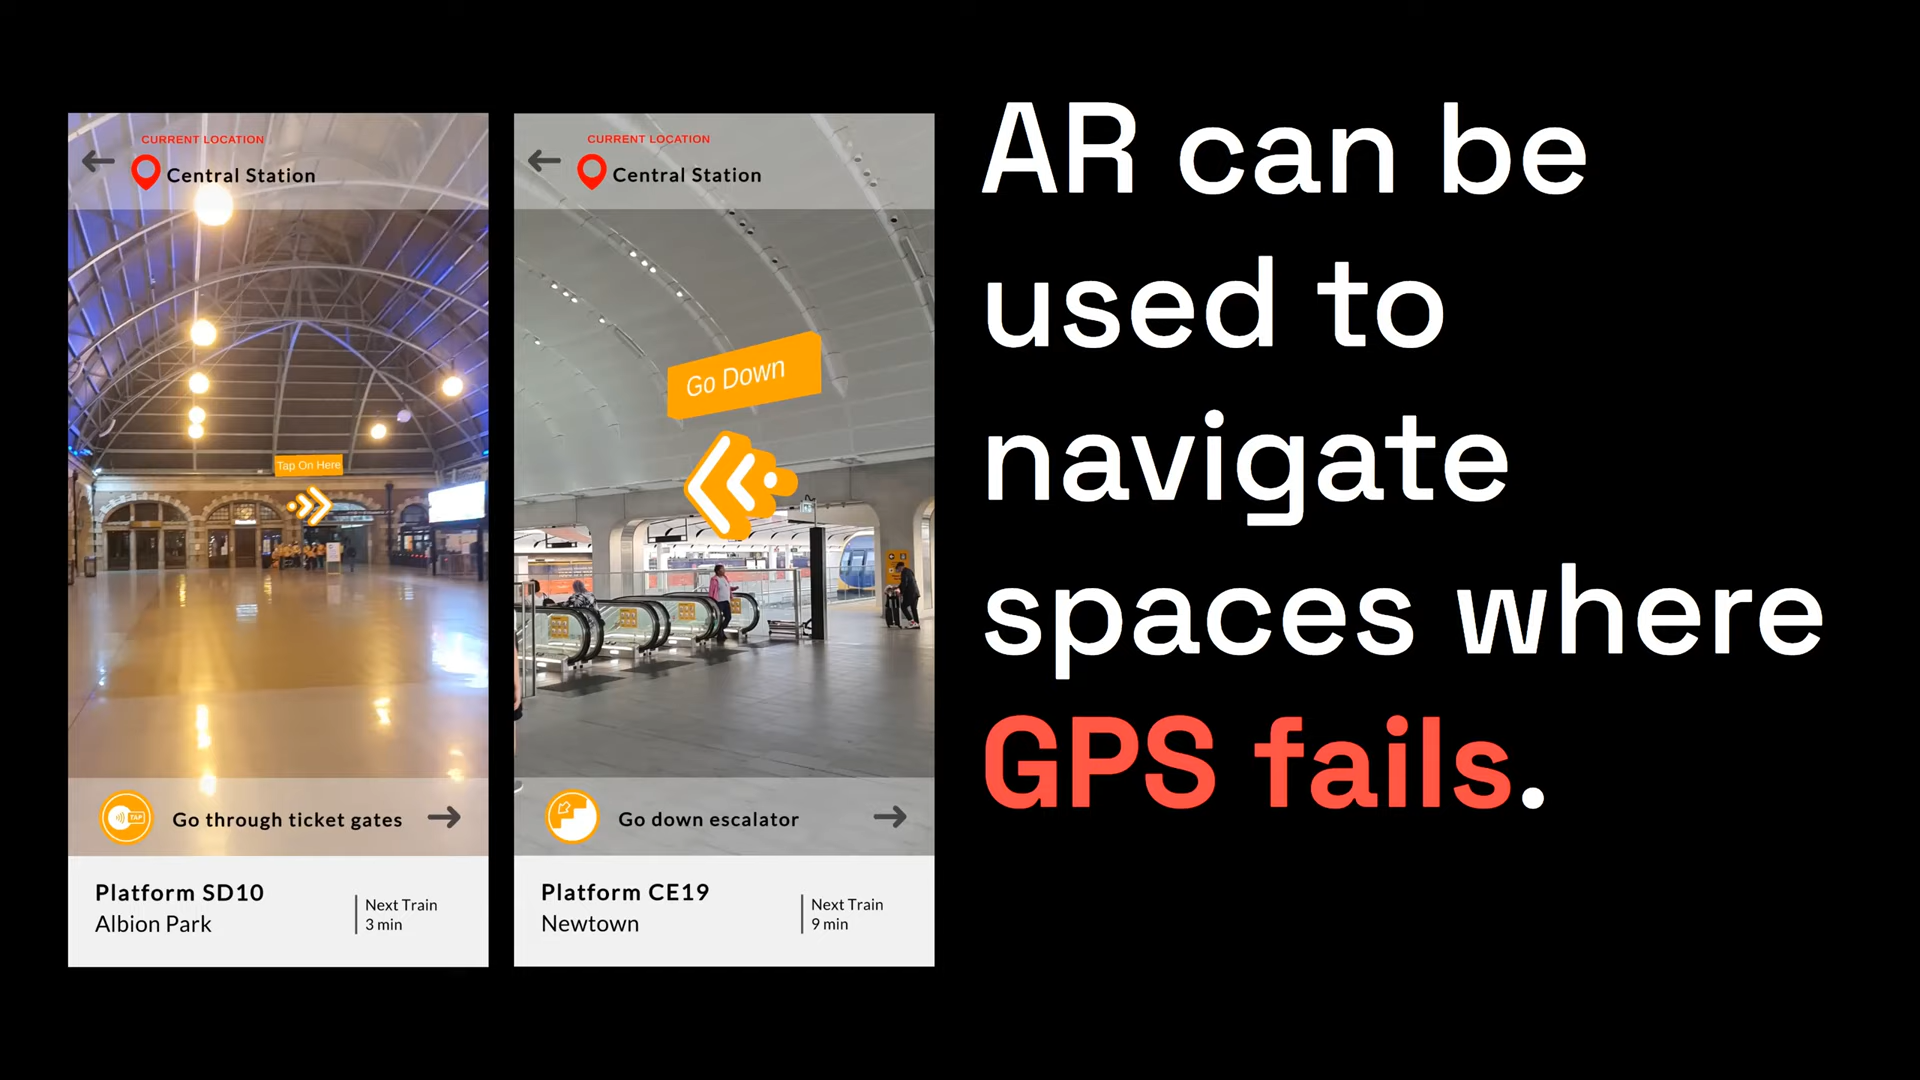 CURRENT LOCATION
Central Station
Tap On Here
TAP
Go through ticket gates
Platform SD10
Albion Park
Next Train
3 min
CURRENT LOCATION
Central Station
Go Down
Go down escalator
Platform CE19
Newtown
Next Train
9 min
AR can be
used to
navigate
spaces where
GPS fails.